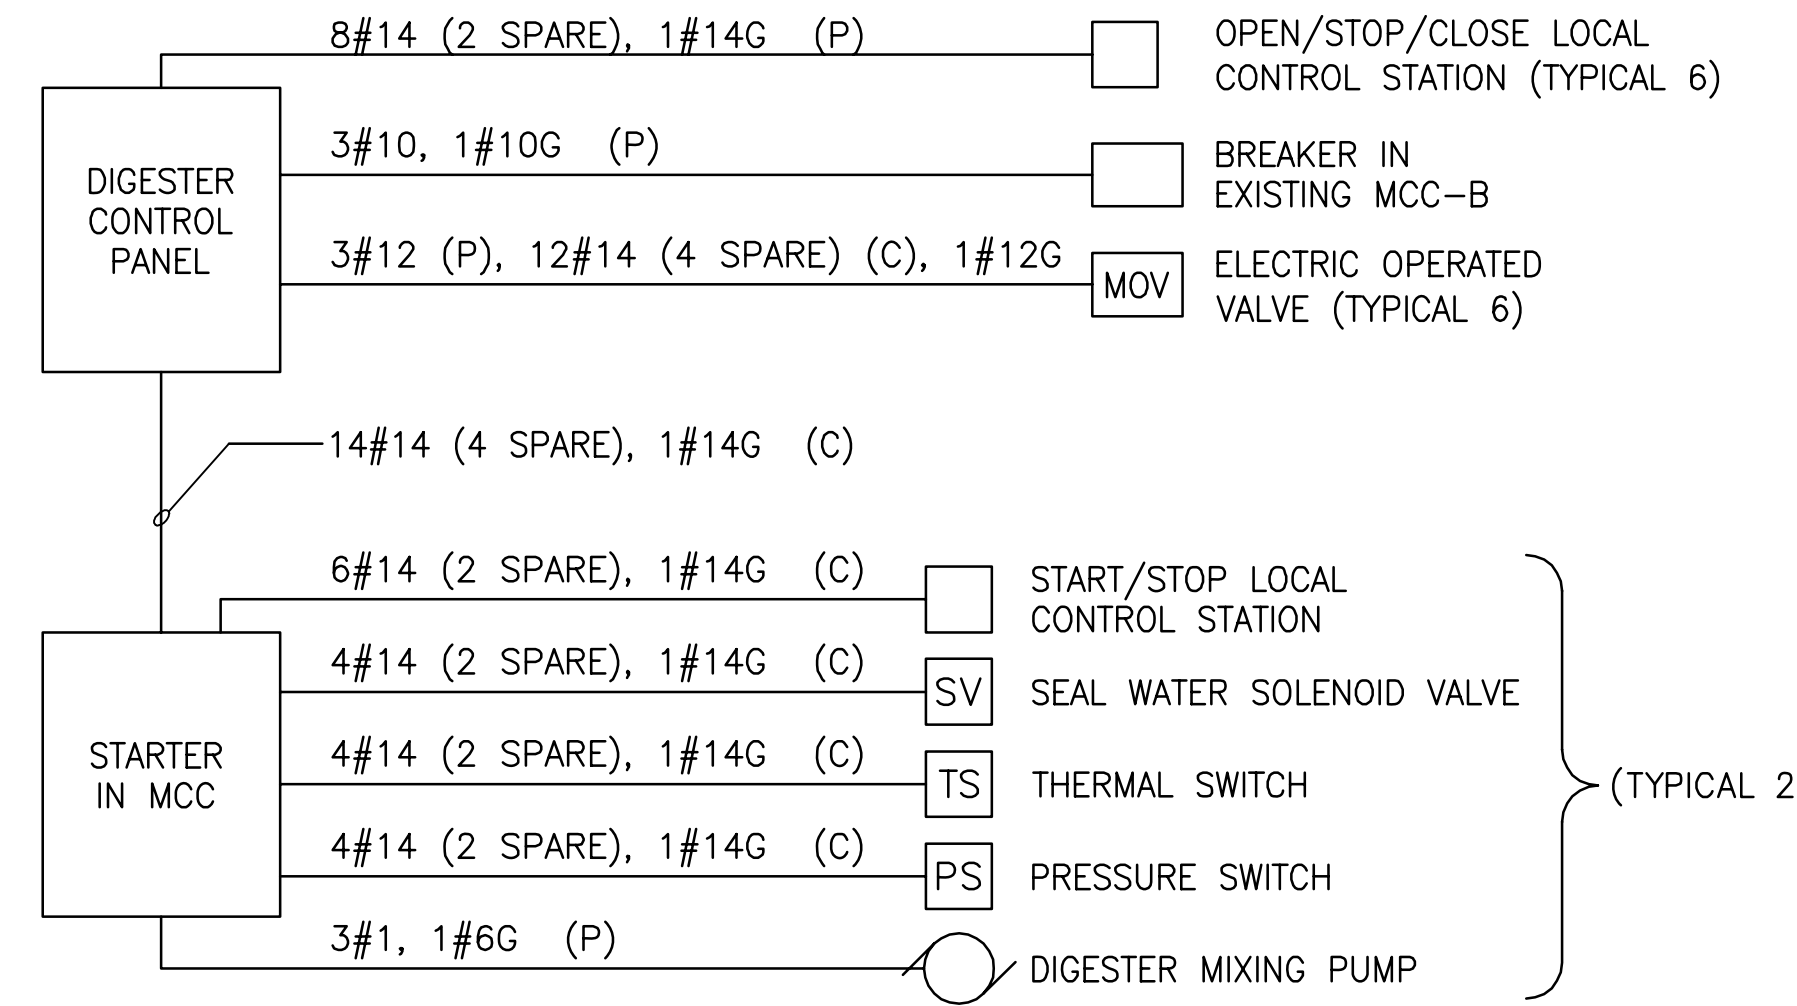 8#14 (2 SPARE), 1#14G (P)
OPEN/STOP/CLOSE LOCAL
CONTROL STATION (TYPICAL 6)
3#10, 1#10G (P)
BREAKER IN
EXISTING MCC-B
DIGESTER
CONTROL
PANEL
3#12 (P), 12#14 (4 SPARE) (C), 1#12G
MOV
ELECTRIC OPERATED
VALVE (TYPICAL 6)
14#14 (4 SPARE), 1#14G (C)
6#14 (2 SPARE), 1#14G (C)
START/STOP LOCAL
CONTROL STATION
4#14 (2 SPARE), 1#14G (C)
SV
SEAL WATER SOLENOID VALVE
STARTER
IN MCC
4#14 (2 SPARE), 1#14G (C)
TS
THERMAL SWITCH
(TYPICAL 2
4#14 (2 SPARE), 1#14G (C)
PS
PRESSURE SWITCH
3#1, 1#6G (P)
DIGESTER MIXING PUMP